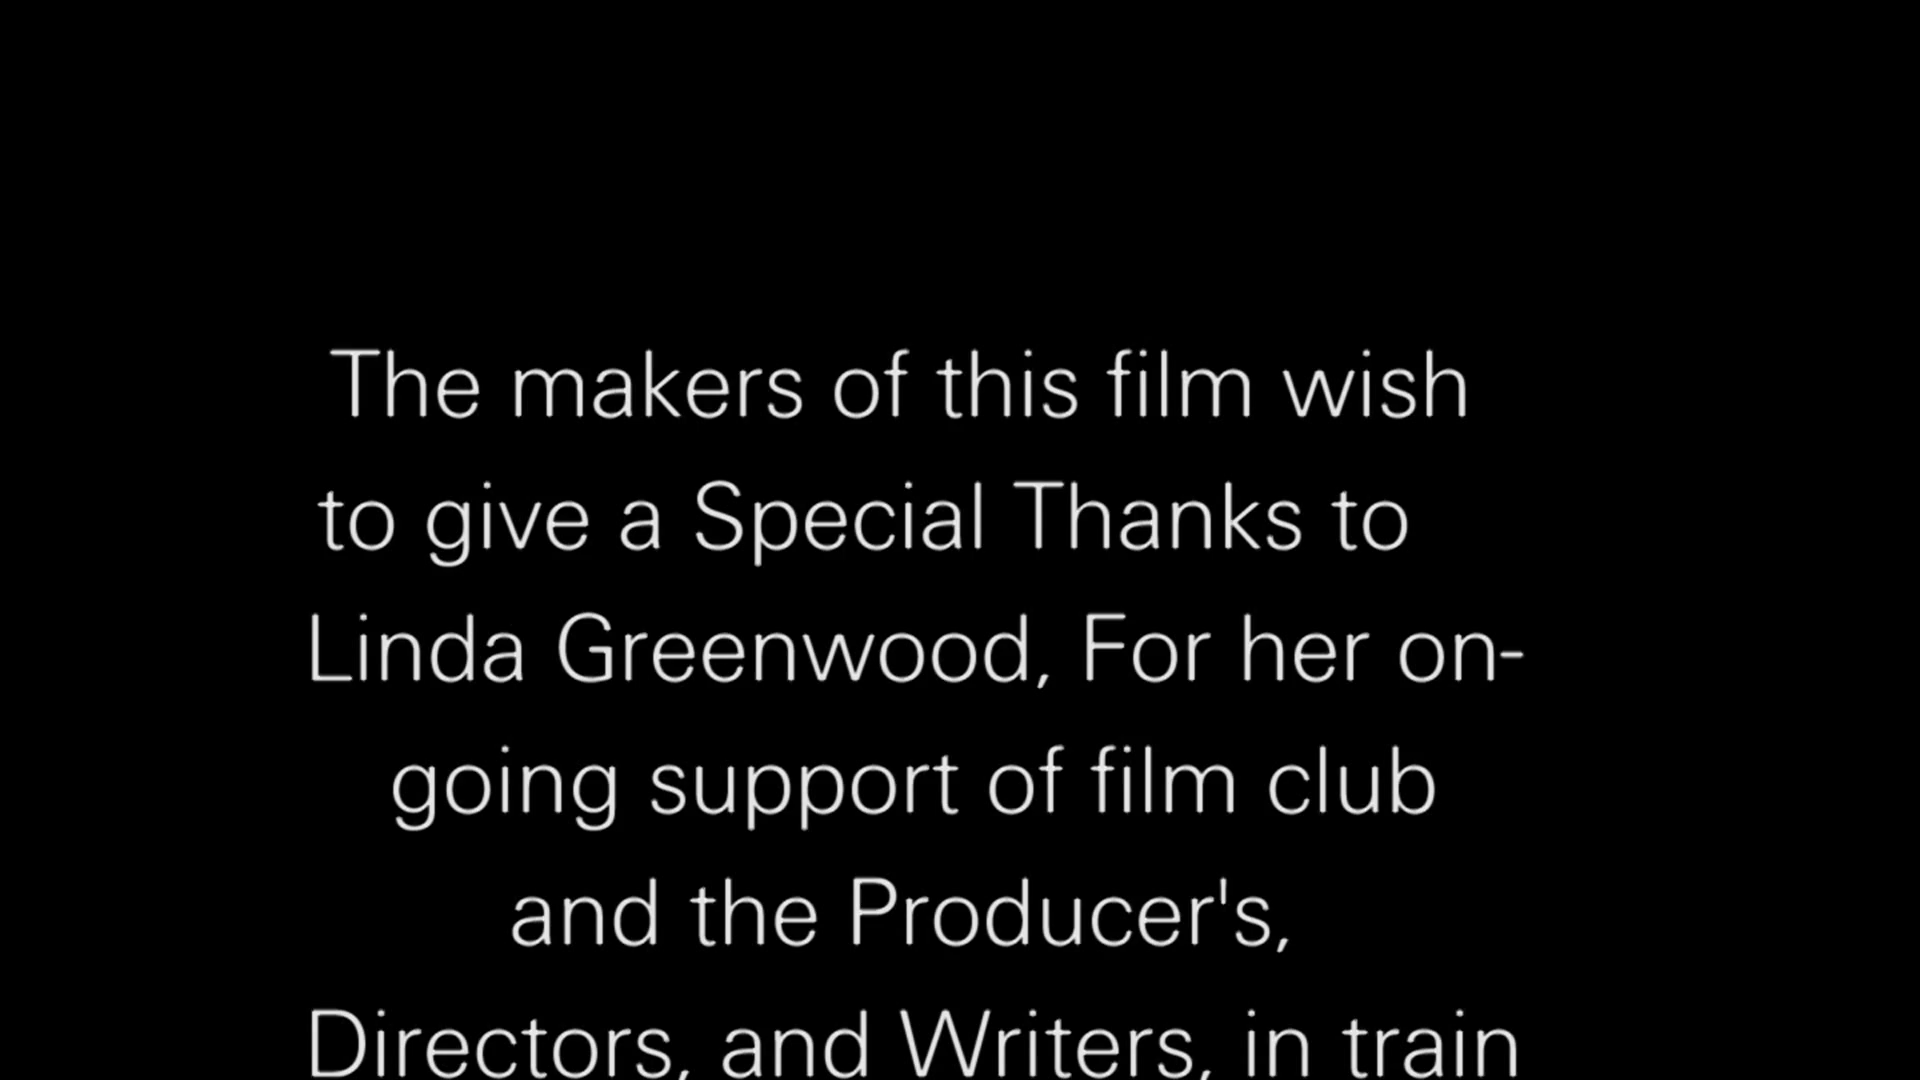 The makers of this film wish
to give a Special Thanks to
Linda Greenwood, For her on-
going support of film club
and the Producer's,
Directors, and Writers, in train